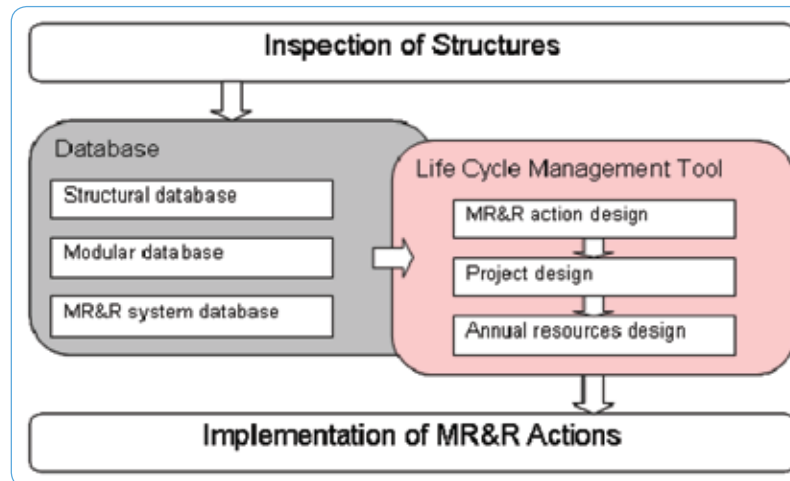 Inspection of Structures
Database
Structural database
Modular database
MR&R system database
Life Cycle Management Tool
MR&R action design
Project design
Annual resources design
Implementation of MR&R Actions